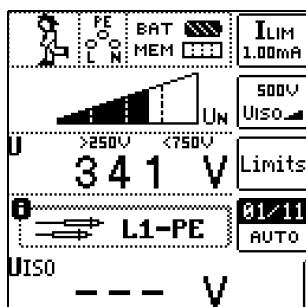 PE
L N
BAT
MEM
ILIM
1.00mA
UN
500V
UISO
U
>250V <750V
341 V
Limits
L1-PE
01/11
AUTO
UISO
--- V